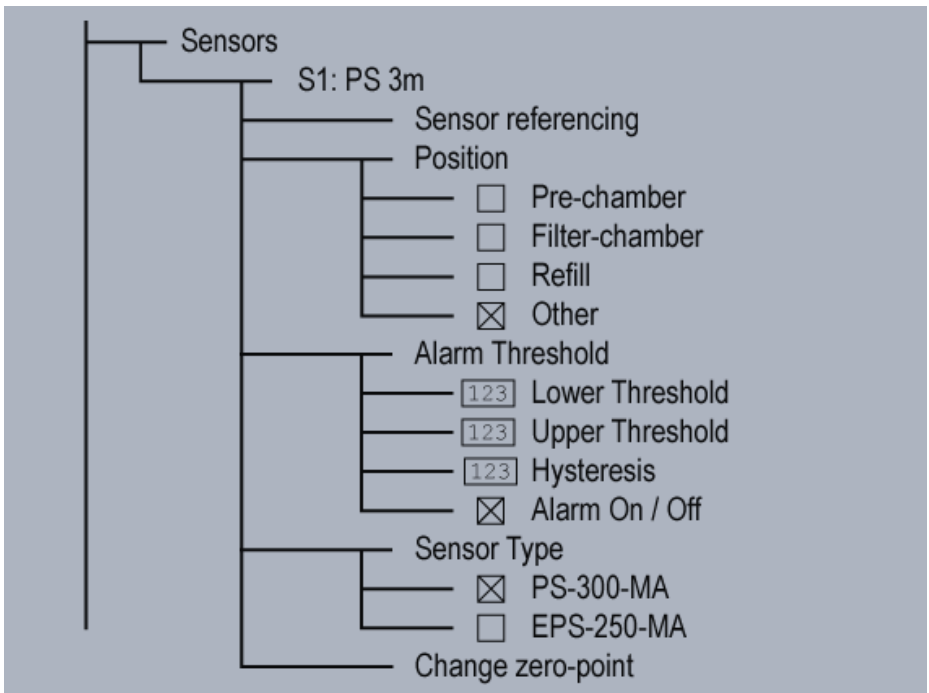 Sensors
S1: PS 3m
Sensor referencing
Position
Pre-chamber
Filter-chamber
Refill
Other
Alarm Threshold
123 Lower Threshold
123 Upper Threshold
123 Hysteresis
Alarm On / Off
Sensor Type
PS-300-MA
EPS-250-MA
Change zero-point